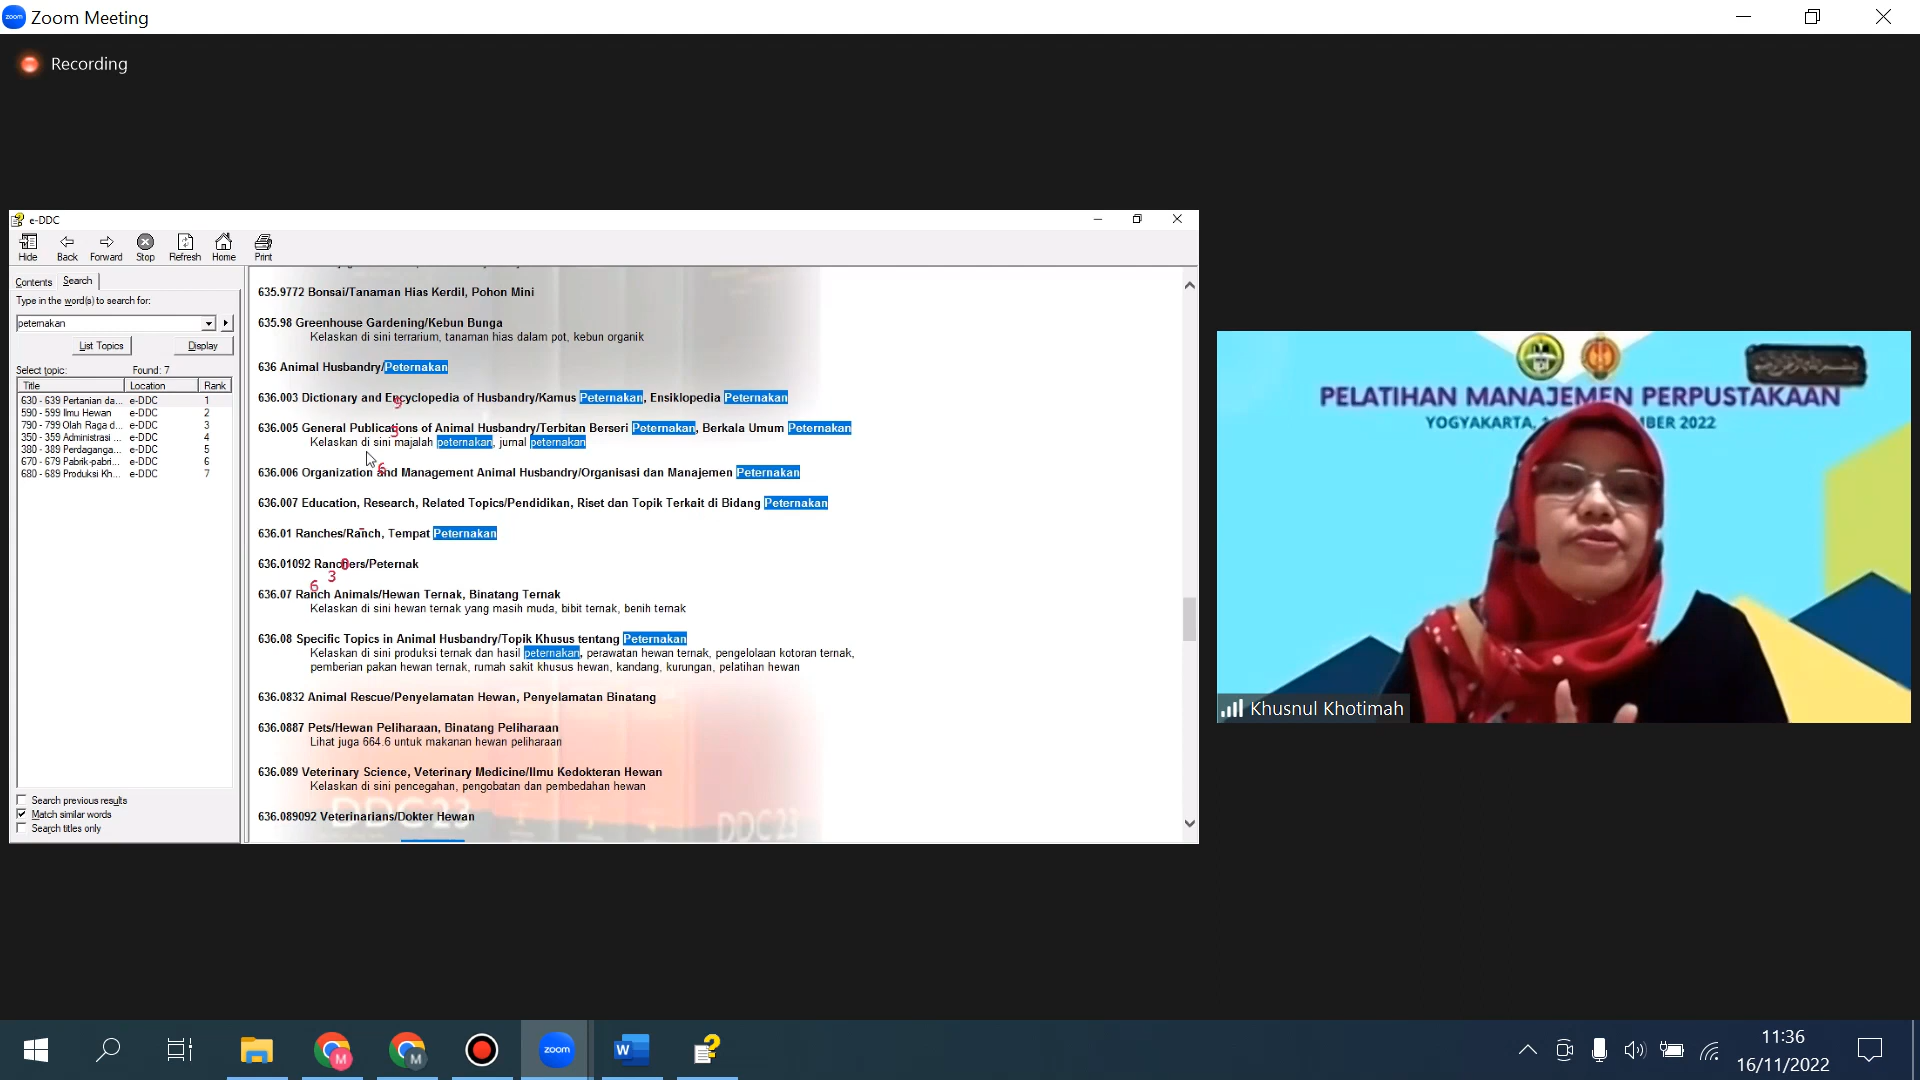 Zoom Meeting
Recording
e-DDC
Hide Back Forward Stop Refresh Home Print
Contents Search
Type in the word(s) to search for:
peternakan
List Topics Display
Select topic: Found: 7
Title Location Rank
630 - 639 Pertanian da... e-DDC 1
590 - 599 Ilmu Hewan e-DDC 2
790 - 799 Olah Raga d... e-DDC 3
350 - 359 Administrasi ... e-DDC 4
380 - 389 Perdaganga... e-DDC 5
670 - 679 Pabrik-pabri... e-DDC 6
680 - 689 Produksi Kh... e-DDC 7
Search previous results
Match similar words
Search titles only
635.9772 Bonsai/Tanaman Hias Kerdil, Pohon Mini
635.98 Greenhouse Gardening/Kebun Bunga
Kelaskan di sini terrarium, tanaman hias dalam pot, kebun organik
636 Animal Husbandry/Peternakan
636.003 Dictionary and Encyclopedia of Husbandry/Kamus Peternakan, Ensiklopedia Peternakan
636.005 General Publications of Animal Husbandry/Terbitan Berseri Peternakan, Berkala Umum Peternakan
Kelaskan di sini majalah peternakan, jurnal peternakan
636.006 Organization and Management Animal Husbandry/Organisasi dan Manajemen Peternakan
636.007 Education, Research, Related Topics/Pendidikan, Riset dan Topik Terkait di Bidang Peternakan
636.01 Ranches/Ranch, Tempat Peternakan
636.01092 Ranchers/Peternak
636.07 Ranch Animals/Hewan Ternak, Binatang Ternak
Kelaskan di sini hewan ternak yang masih muda, bibit ternak, benih ternak
636.08 Specific Topics in Animal Husbandry/Topik Khusus tentang Peternakan
Kelaskan di sini produksi ternak dan hasil peternakan, perawatan hewan ternak, pengelolaan kotoran ternak,
pemberian pakan hewan ternak, rumah sakit khusus hewan, kandang, kurungan, pelatihan hewan
636.0832 Animal Rescue/Penyelamatan Hewan, Penyelamatan Binatang
636.0887 Pets/Hewan Peliharaan, Binatang Peliharaan
Lihat juga 664.6 untuk makanan hewan peliharaan
636.089 Veterinary Science, Veterinary Medicine/Ilmu Kedokteran Hewan
Kelaskan di sini pencegahan, pengobatan dan pembedahan hewan
636.089092 Veterinarians/Dokter Hewan
DDC 23 DDC 23
6 3 0 - 6 5 9
PELATIHAN MANAJEMEN PERPUSTAKAAN
YOGYAKARTA, BER 2022
Khusnul Khotimah
zoom
11:36
16/11/2022